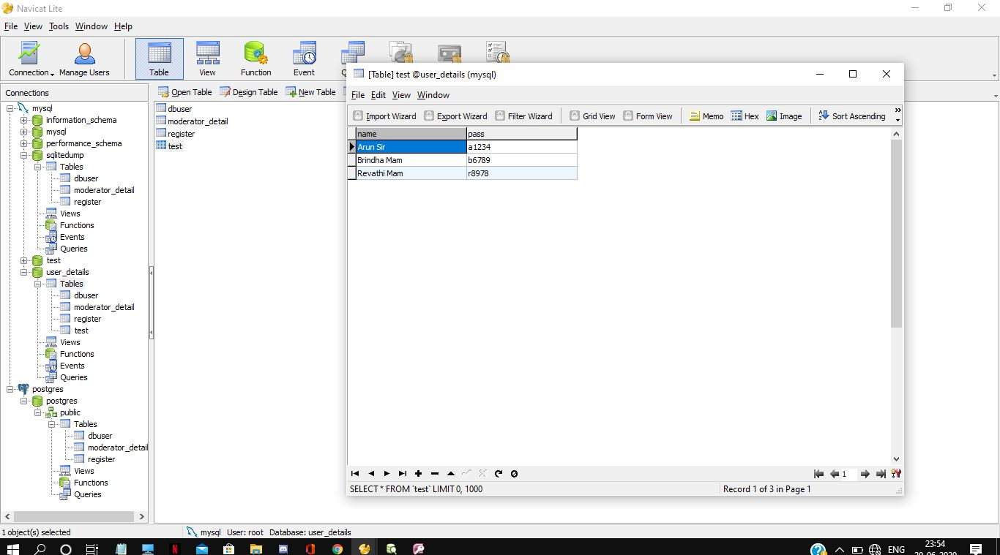 Navicat Lite
File View Tools Window Help
Connection Manage Users Table View Function Event
Connections
Open Table Design Table New Table
mysql
information_schema
mysql
performance_schema
sqlitedump
Tables
dbuser
moderator_detail
register
Views
Functions
Events
Queries
test
user_details
Tables
dbuser
moderator_detail
register
test
Views
Functions
Events
Queries
postgres
postgres
public
Tables
dbuser
moderator_detail
register
Views
Functions
Queries
dbuser
moderator_detail
register
test
[Table] test @user_details (mysql)
File Edit View Window
Import Wizard Export Wizard Filter Wizard Grid View Form View Memo Hex Image Sort Ascending
name pass
Arun Sir a1234
Brindha Mam b6789
Revathi Mam r8978
1
SELECT * FROM `test` LIMIT 0, 1000 Record 1 of 3 in Page 1
1 object(s) selected mysql User: root Database: user_details
ENG 23:54